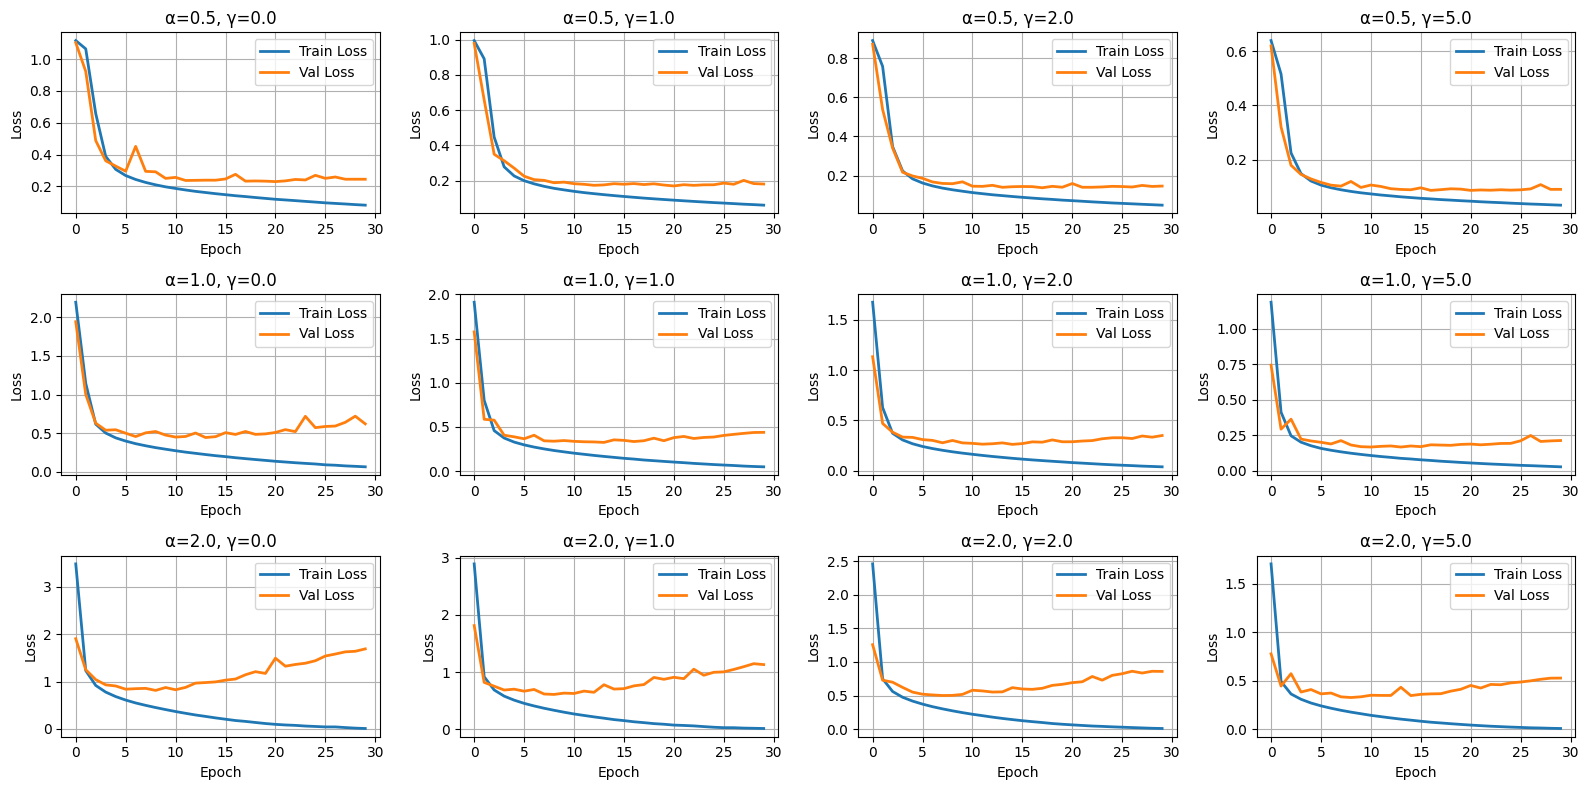 α=0.5, γ=0.0
Loss
1.0
0.8
0.6
0.4
0.2
Train Loss
Val Loss
0 5 10 15 20 25 30
Epoch
α=0.5, γ=1.0
Loss
1.0
0.8
0.6
0.4
0.2
Train Loss
Val Loss
0 5 10 15 20 25 30
Epoch
α=0.5, γ=2.0
Loss
0.8
0.6
0.4
0.2
Train Loss
Val Loss
0 5 10 15 20 25 30
Epoch
α=0.5, γ=5.0
Loss
0.6
0.4
0.2
Train Loss
Val Loss
0 5 10 15 20 25 30
Epoch
α=1.0, γ=0.0
Loss
2.0
1.5
1.0
0.5
0.0
Train Loss
Val Loss
0 5 10 15 20 25 30
Epoch
α=1.0, γ=1.0
Loss
2.0
1.5
1.0
0.5
0.0
Train Loss
Val Loss
0 5 10 15 20 25 30
Epoch
α=1.0, γ=2.0
Loss
1.5
1.0
0.5
0.0
Train Loss
Val Loss
0 5 10 15 20 25 30
Epoch
α=1.0, γ=5.0
Loss
1.00
0.75
0.50
0.25
0.00
Train Loss
Val Loss
0 5 10 15 20 25 30
Epoch
α=2.0, γ=0.0
Loss
3
2
1
0
Train Loss
Val Loss
0 5 10 15 20 25 30
Epoch
α=2.0, γ=1.0
Loss
3
2
1
0
Train Loss
Val Loss
0 5 10 15 20 25 30
Epoch
α=2.0, γ=2.0
Loss
2.5
2.0
1.5
1.0
0.5
0.0
Train Loss
Val Loss
0 5 10 15 20 25 30
Epoch
α=2.0, γ=5.0
Loss
1.5
1.0
0.5
0.0
Train Loss
Val Loss
0 5 10 15 20 25 30
Epoch